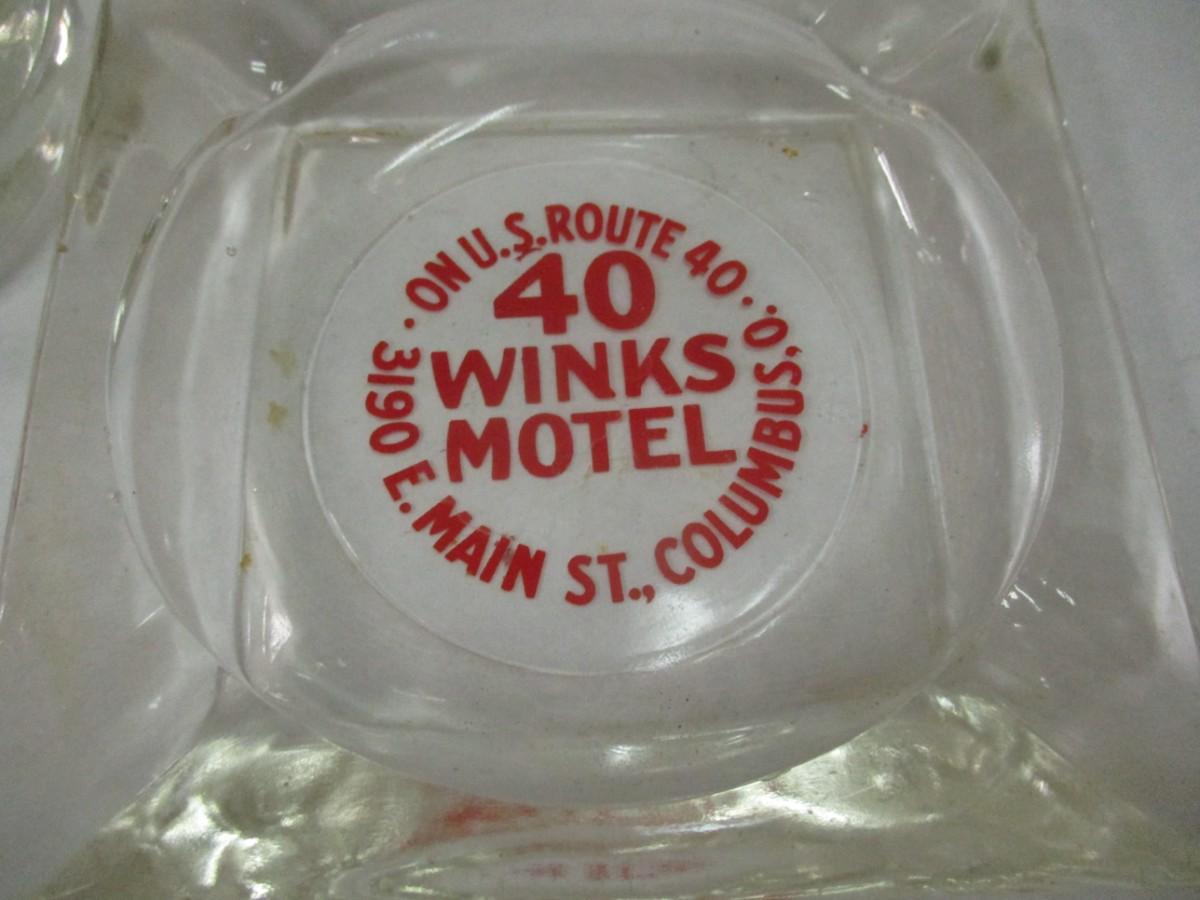 · ON U.S. ROUTE 40 ·
40
WINKS
MOTEL
3190 E. MAIN ST., COLUMBUS, O.